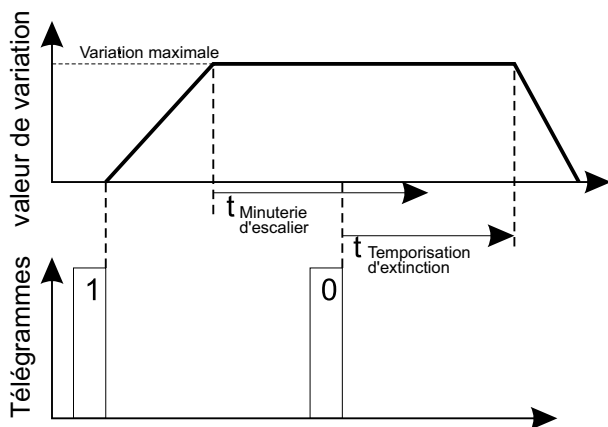 valeur de variation
Variation maximale
t Minuterie
d'escalier
t Temporisation
d'extinction
Télégrammes
1
0